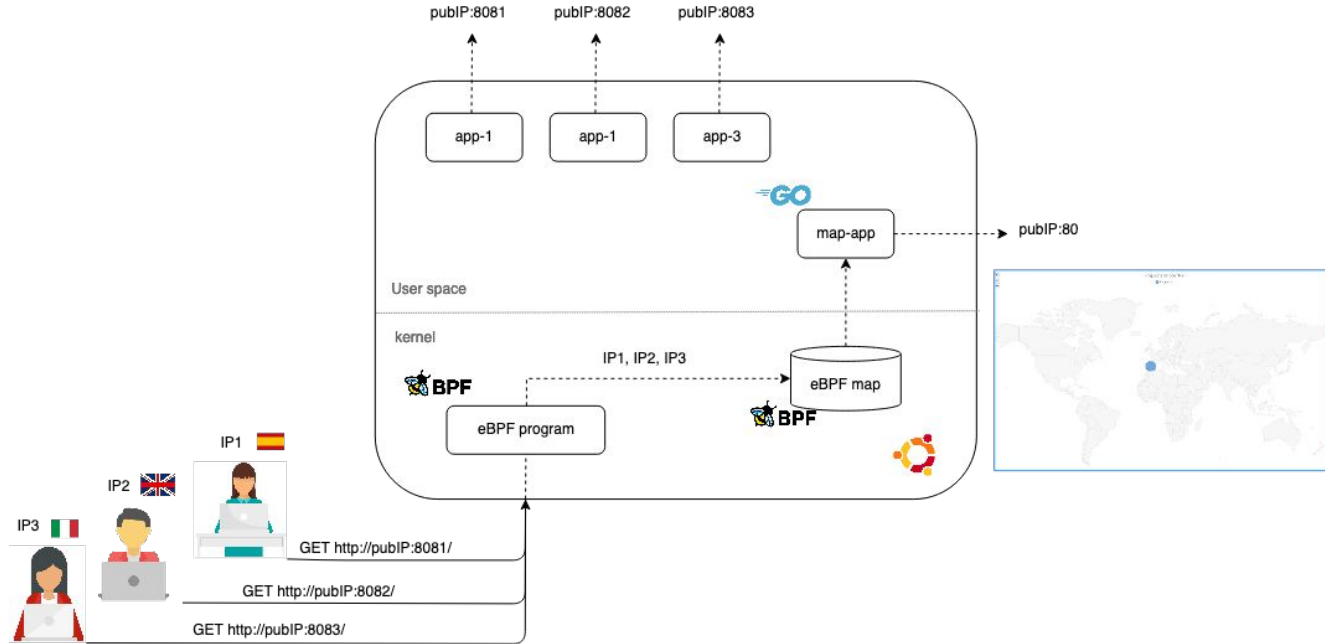 pubIP:8081
pubIP:8082
pubIP:8083
app-1
app-1
app-3
GO
map-app
pubIP:80
User space
kernel
IP1, IP2, IP3
BPF
eBPF map
BPF
eBPF program
IP1
IP2
IP3
GET http://pubIP:8081/
GET http://pubIP:8082/
GET http://pubIP:8083/